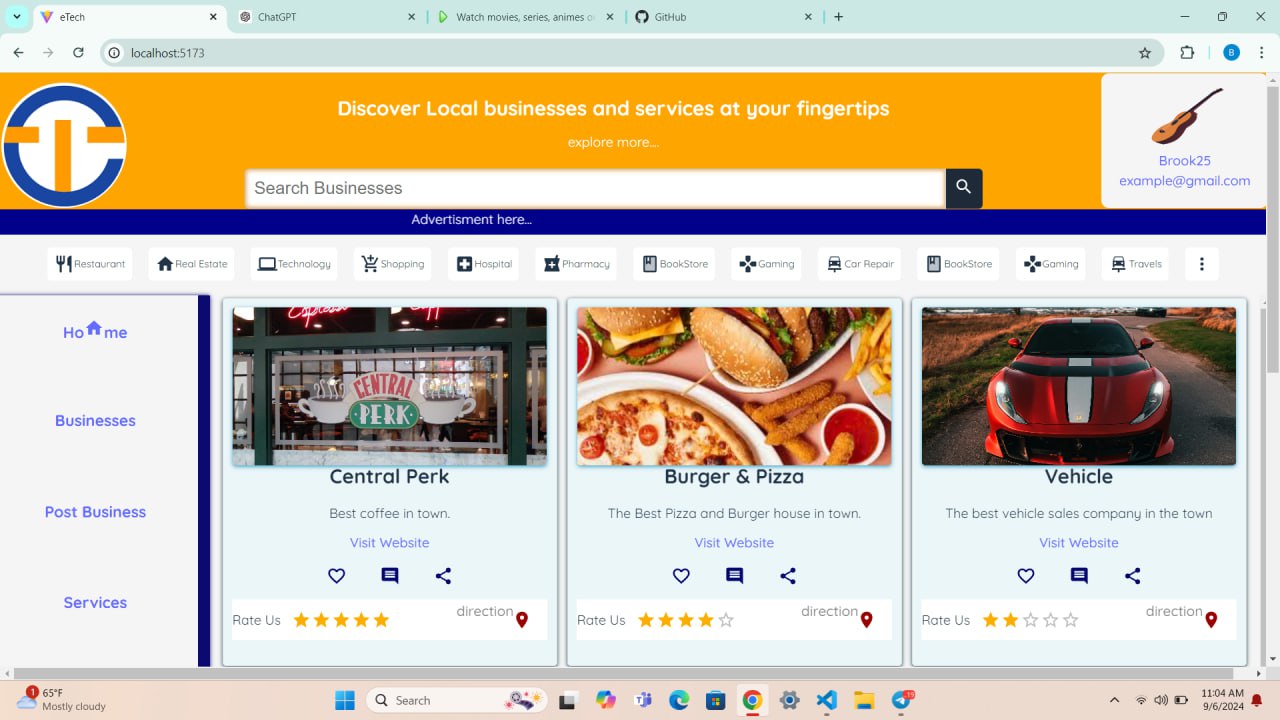 eTech
ChatGPT
Watch movies, series, animes o
GitHub
localhost:5173
B
Discover Local businesses and services at your fingertips
explore more....
Search Businesses
Brook25
example@gmail.com
Advertisment here...
Restaurant Real Estate Technology Shopping Hospital Pharmacy BookStore Gaming Car Repair BookStore Gaming Travels
Home
Businesses
Post Business
Services
CENTRAL
PERK
Central Perk
Best coffee in town.
Visit Website
Rate Us direction
Burger & Pizza
The Best Pizza and Burger house in town.
Visit Website
Rate Us direction
Vehicle
The best vehicle sales company in the town
Visit Website
Rate Us direction
1
65°F
Mostly cloudy
Search
19
11:04 AM
9/6/2024